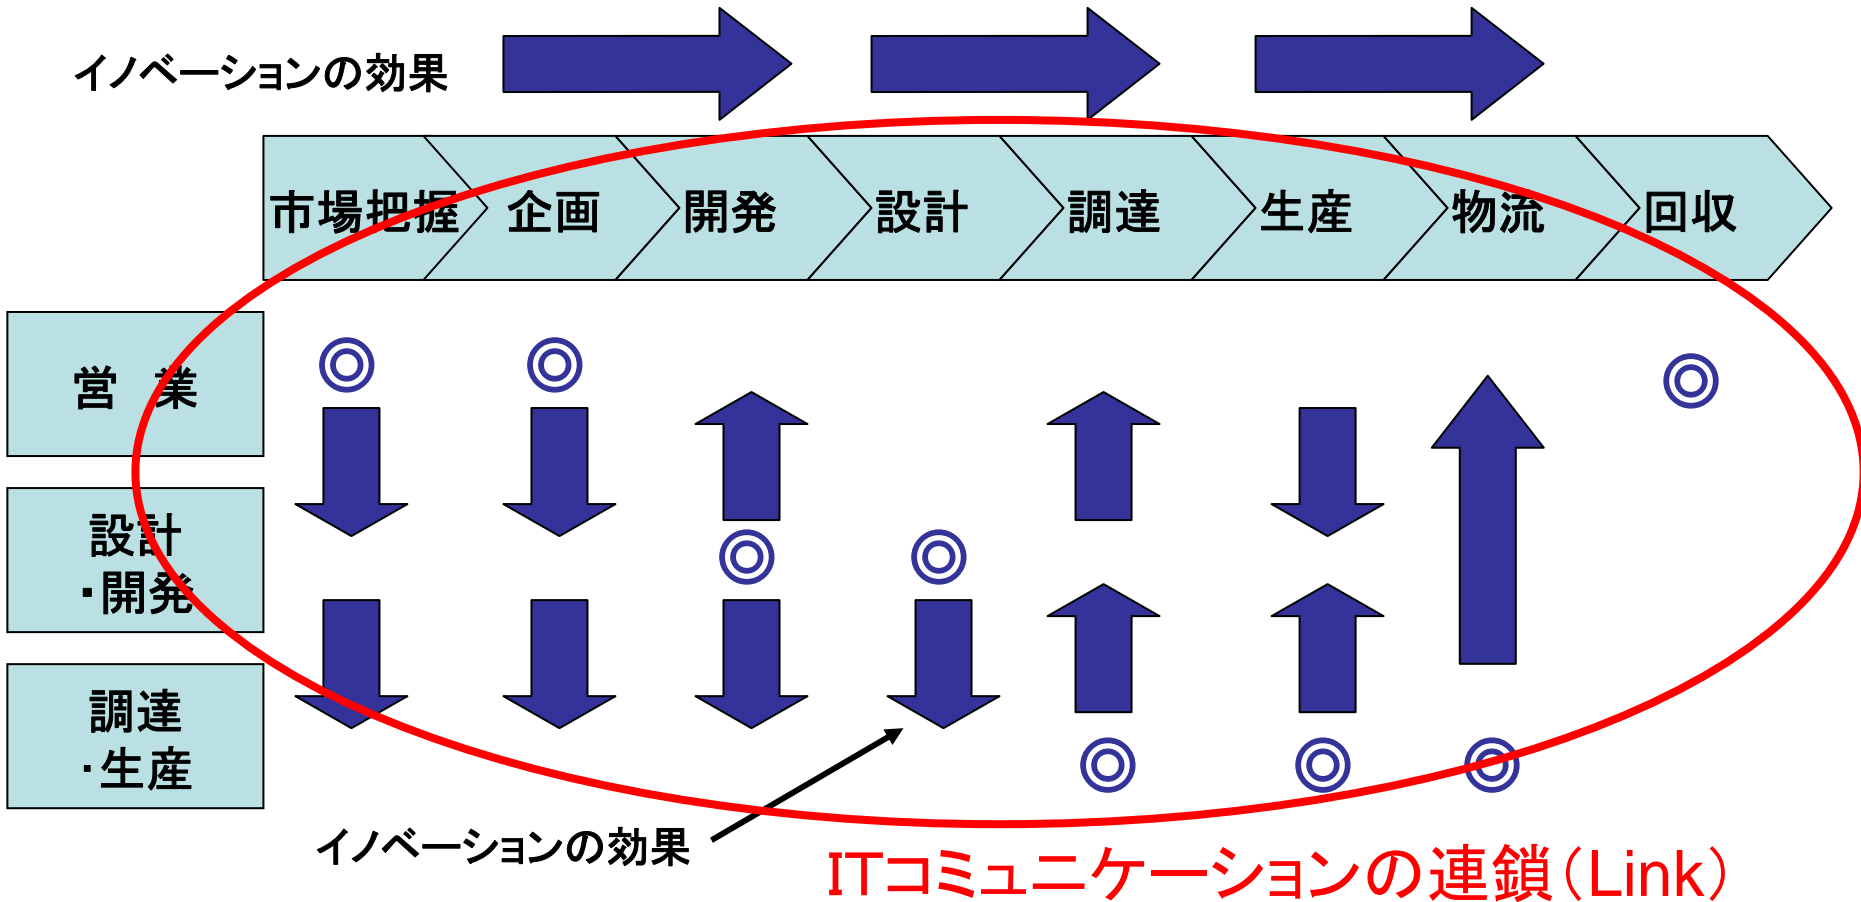 イノベーションの効果
市場把握 企画 開発 設計 調達 生産 物流 回収
営　業
設計
・開発
調達
・生産
イノベーションの効果
ITコミュニケーションの連鎖（Link）